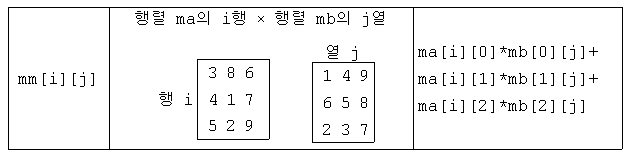 행렬 ma의 i행 × 행렬 mb의 j열
mm[i][j]
열 j
행 i
3 8 6
4 1 7
5 2 9
1 4 9
6 5 8
2 3 7
ma[i][0]*mb[0][j]+
ma[i][1]*mb[1][j]+
ma[i][2]*mb[2][j]